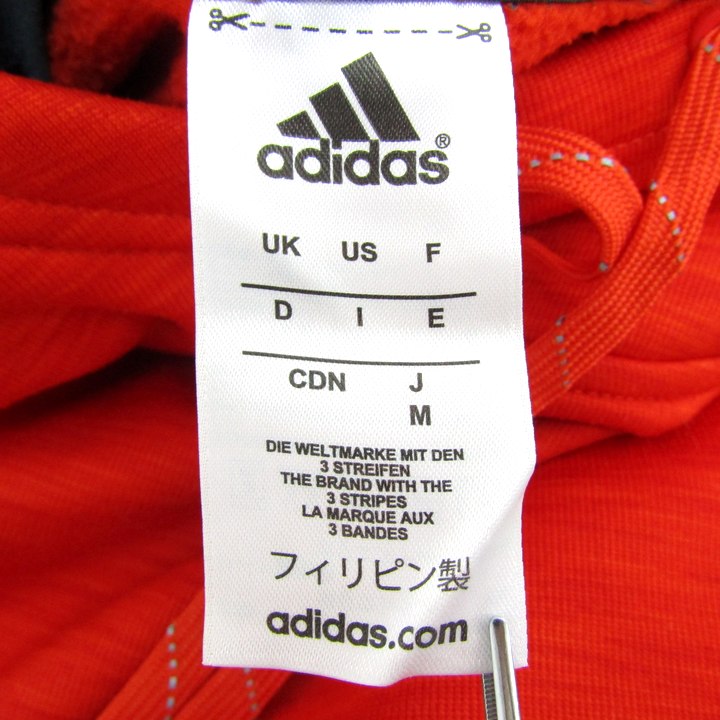 adidas®
UK US F
D I E
CDN J
M
DIE WELTMARKE MIT DEN
3 STREIFEN
THE BRAND WITH THE
3 STRIPES
LA MARQUE AUX
3 BANDES
フィリピン製
adidas.com